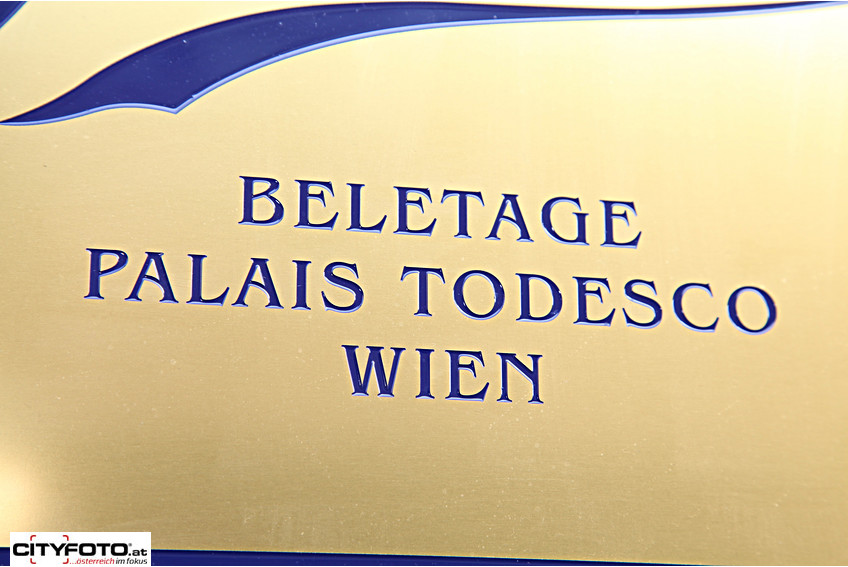 BELETAGE
PALAIS TODESCO
WIEN
CITYFOTO.at
...österreich im fokus